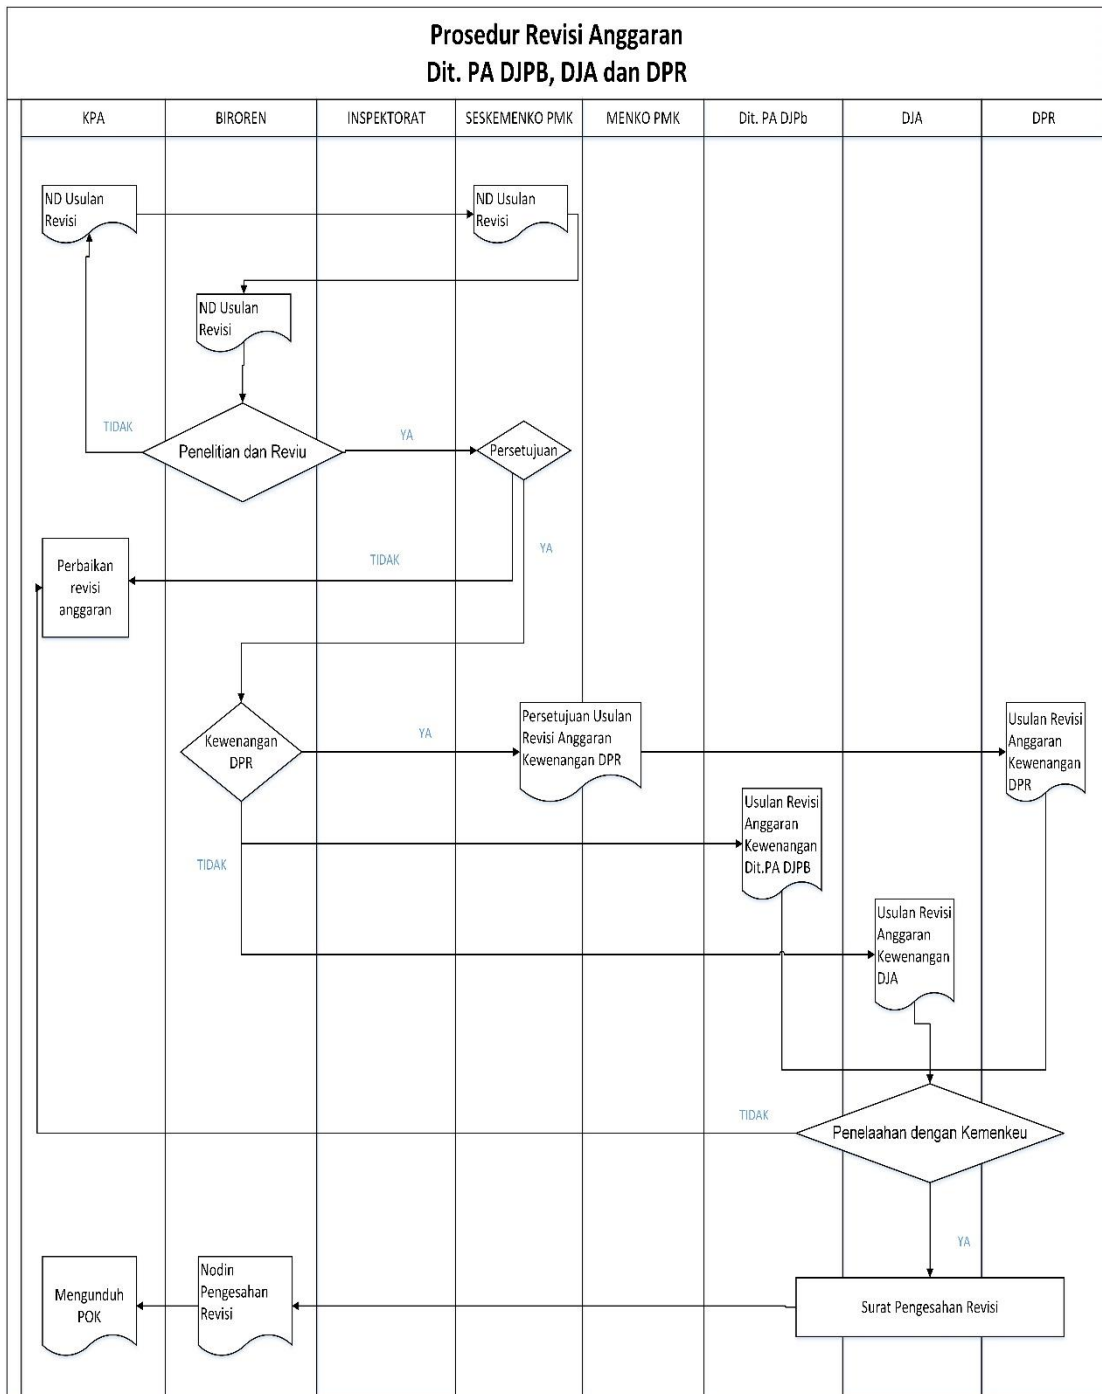 Prosedur Revisi Anggaran
Dit. PA DJPB, DJA dan DPR
KPA
BIROREN
INSPEKTORAT
SESKEMENKO PMK
MENKO PMK
Dit. PA DJPb
DJA
DPR
ND Usulan
Revisi
ND Usulan
Revisi
ND Usulan
Revisi
TIDAK
Penelitian dan Reviu
YA
Persetujuan
YA
TIDAK
Perbaikan
revisi
anggaran
Kewenangan
DPR
YA
Persetujuan Usulan
Revisi Anggaran
Kewenangan DPR
Usulan Revisi
Anggaran
Kewenangan
DPR
TIDAK
Usulan Revisi
Anggaran
Kewenangan
Dit.PA DJPB
Usulan Revisi
Anggaran
Kewenangan
DJA
TIDAK
Penelaahan dengan Kemenkeu
YA
Mengunduh
POK
Nodin
Pengesahan
Revisi
Surat Pengesahan Revisi